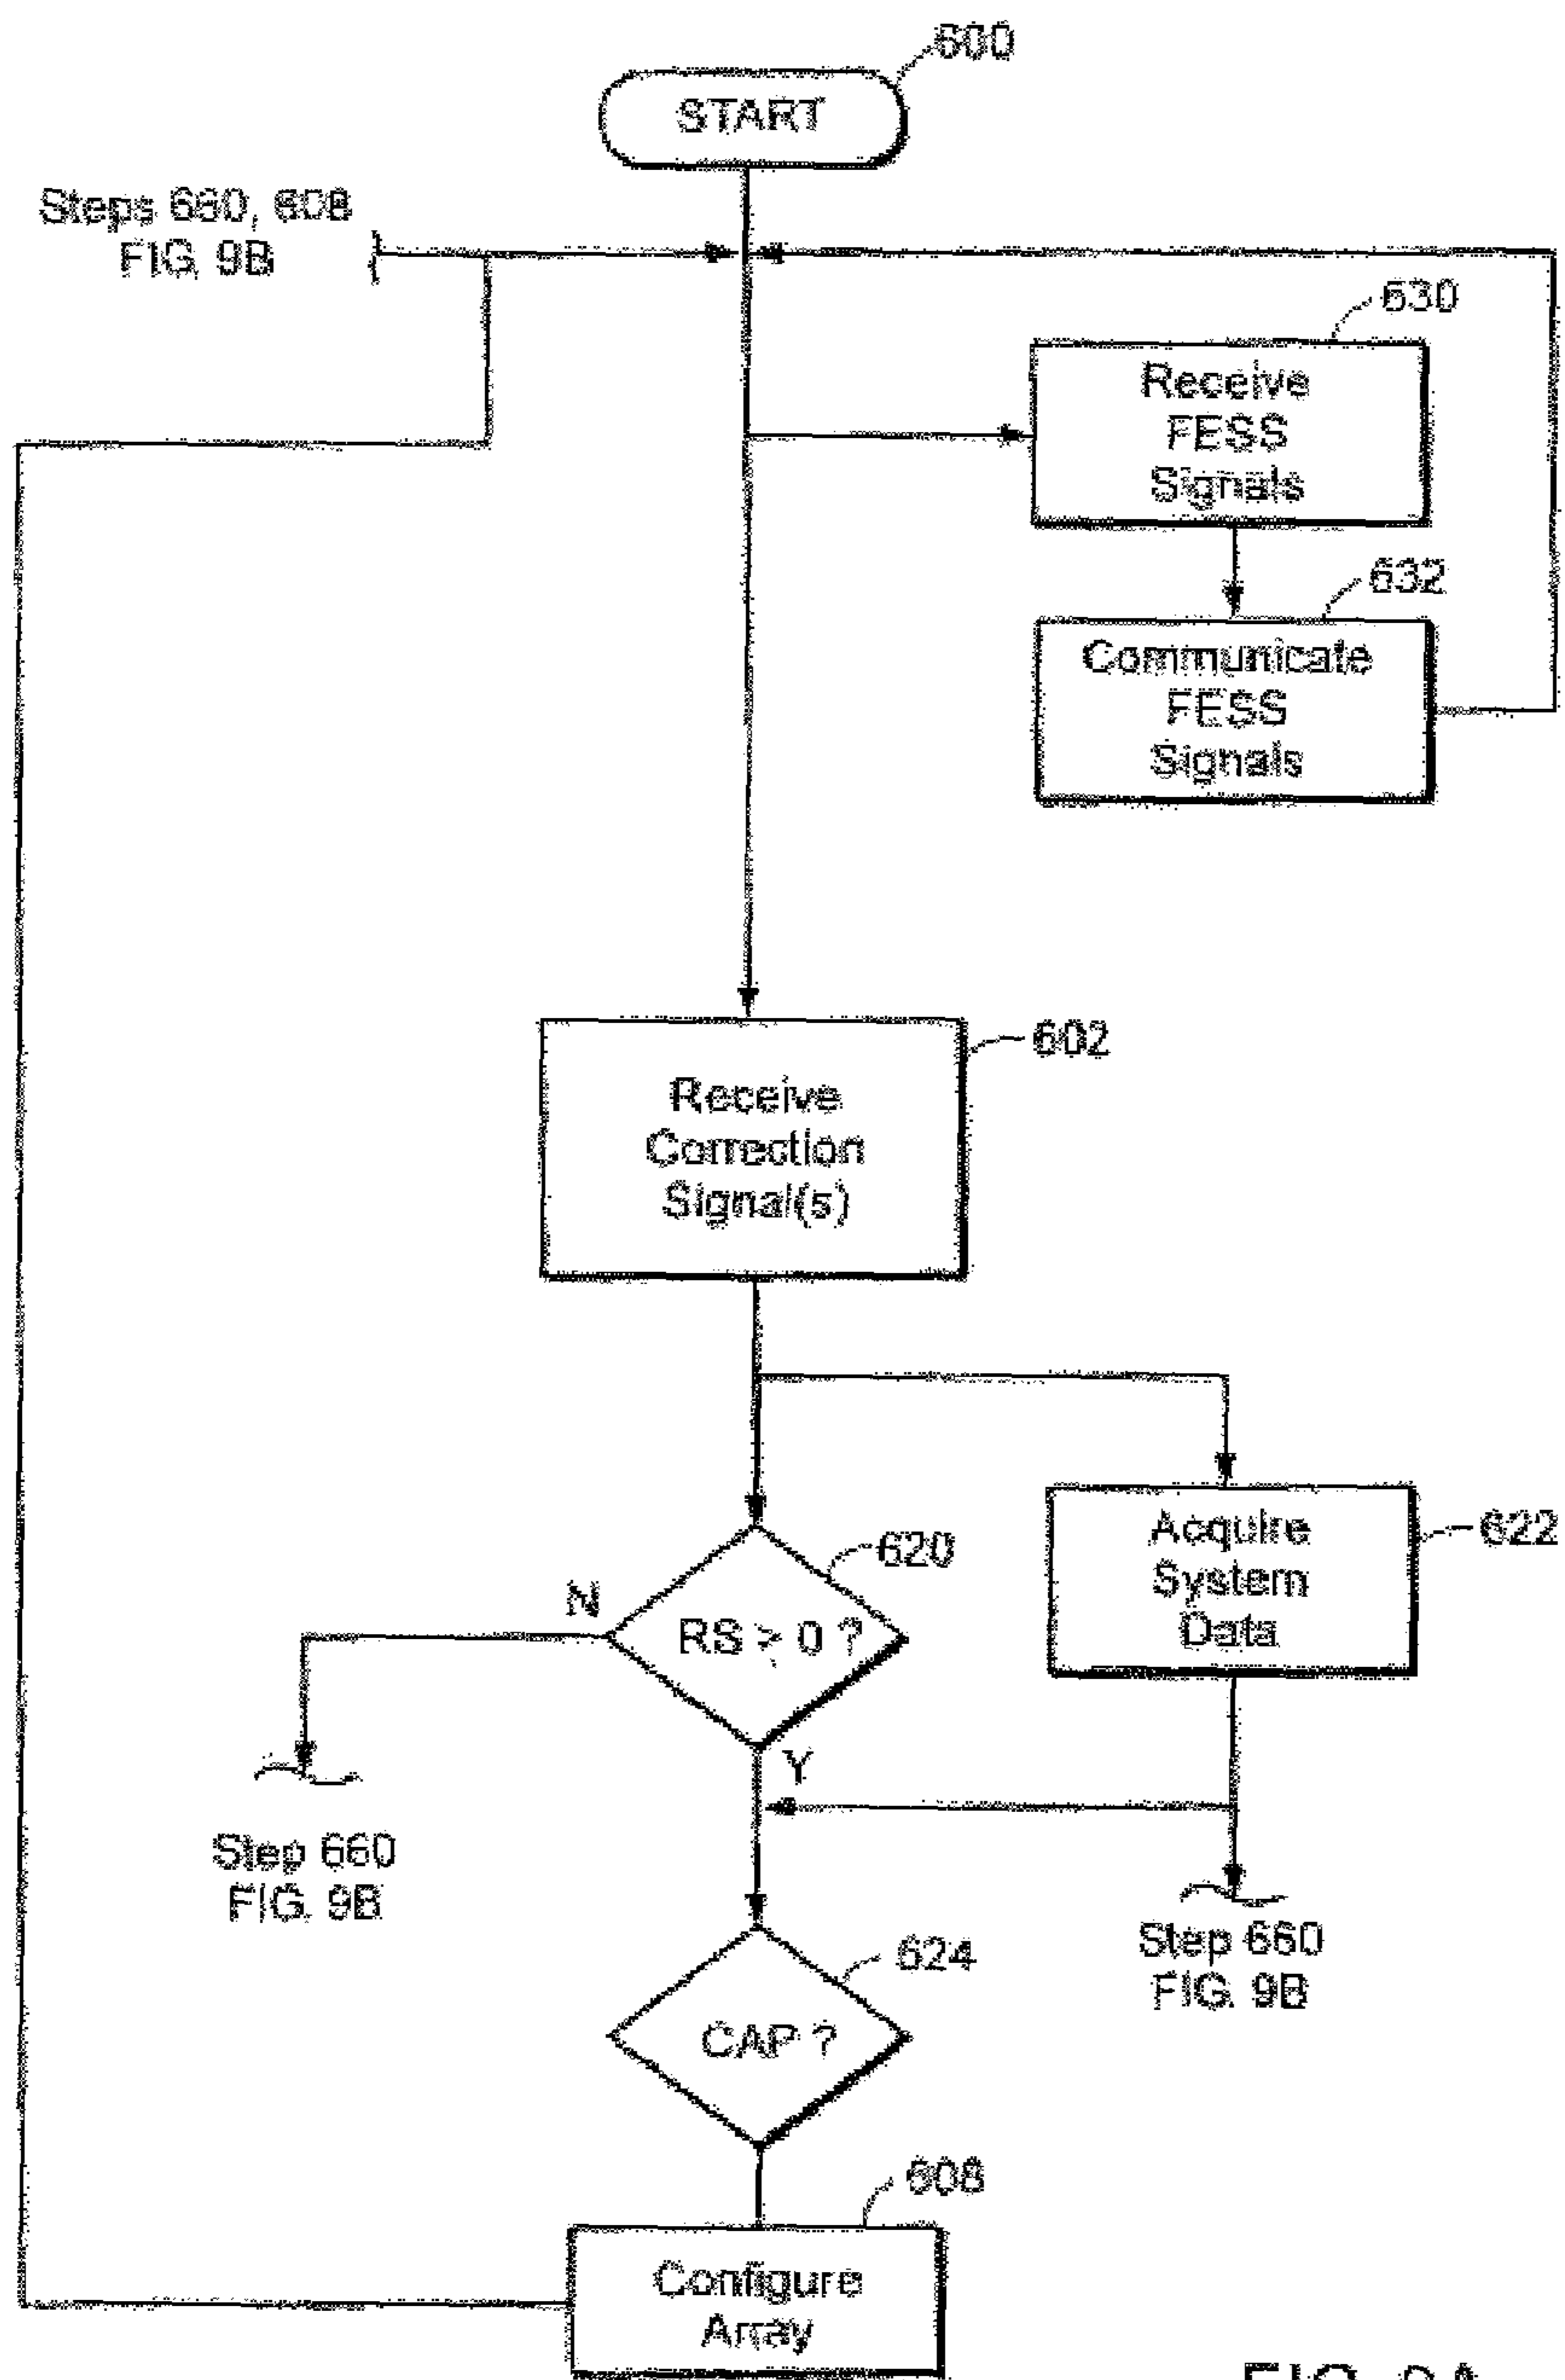 600
START
Steps 660, 608
FIG. 9B
630
Receive
FESS
Signals
632
Communicate
FESS
Signals
602
Receive
Correction
Signal(s)
620
RS > 0 ?
N
Y
622
Acquire
System
Data
Step 660
FIG. 9B
Step 660
FIG. 9B
624
CAP ?
608
Configure
Array